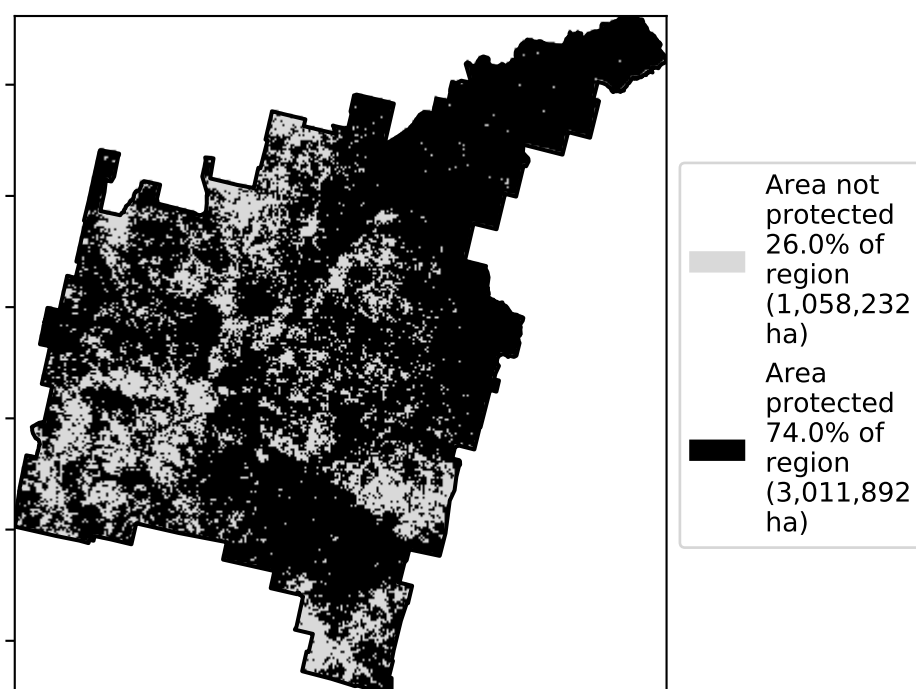 Area not
protected
26.0% of
region
(1,058,232
ha)
Area
protected
74.0% of
region
(3,011,892
ha)